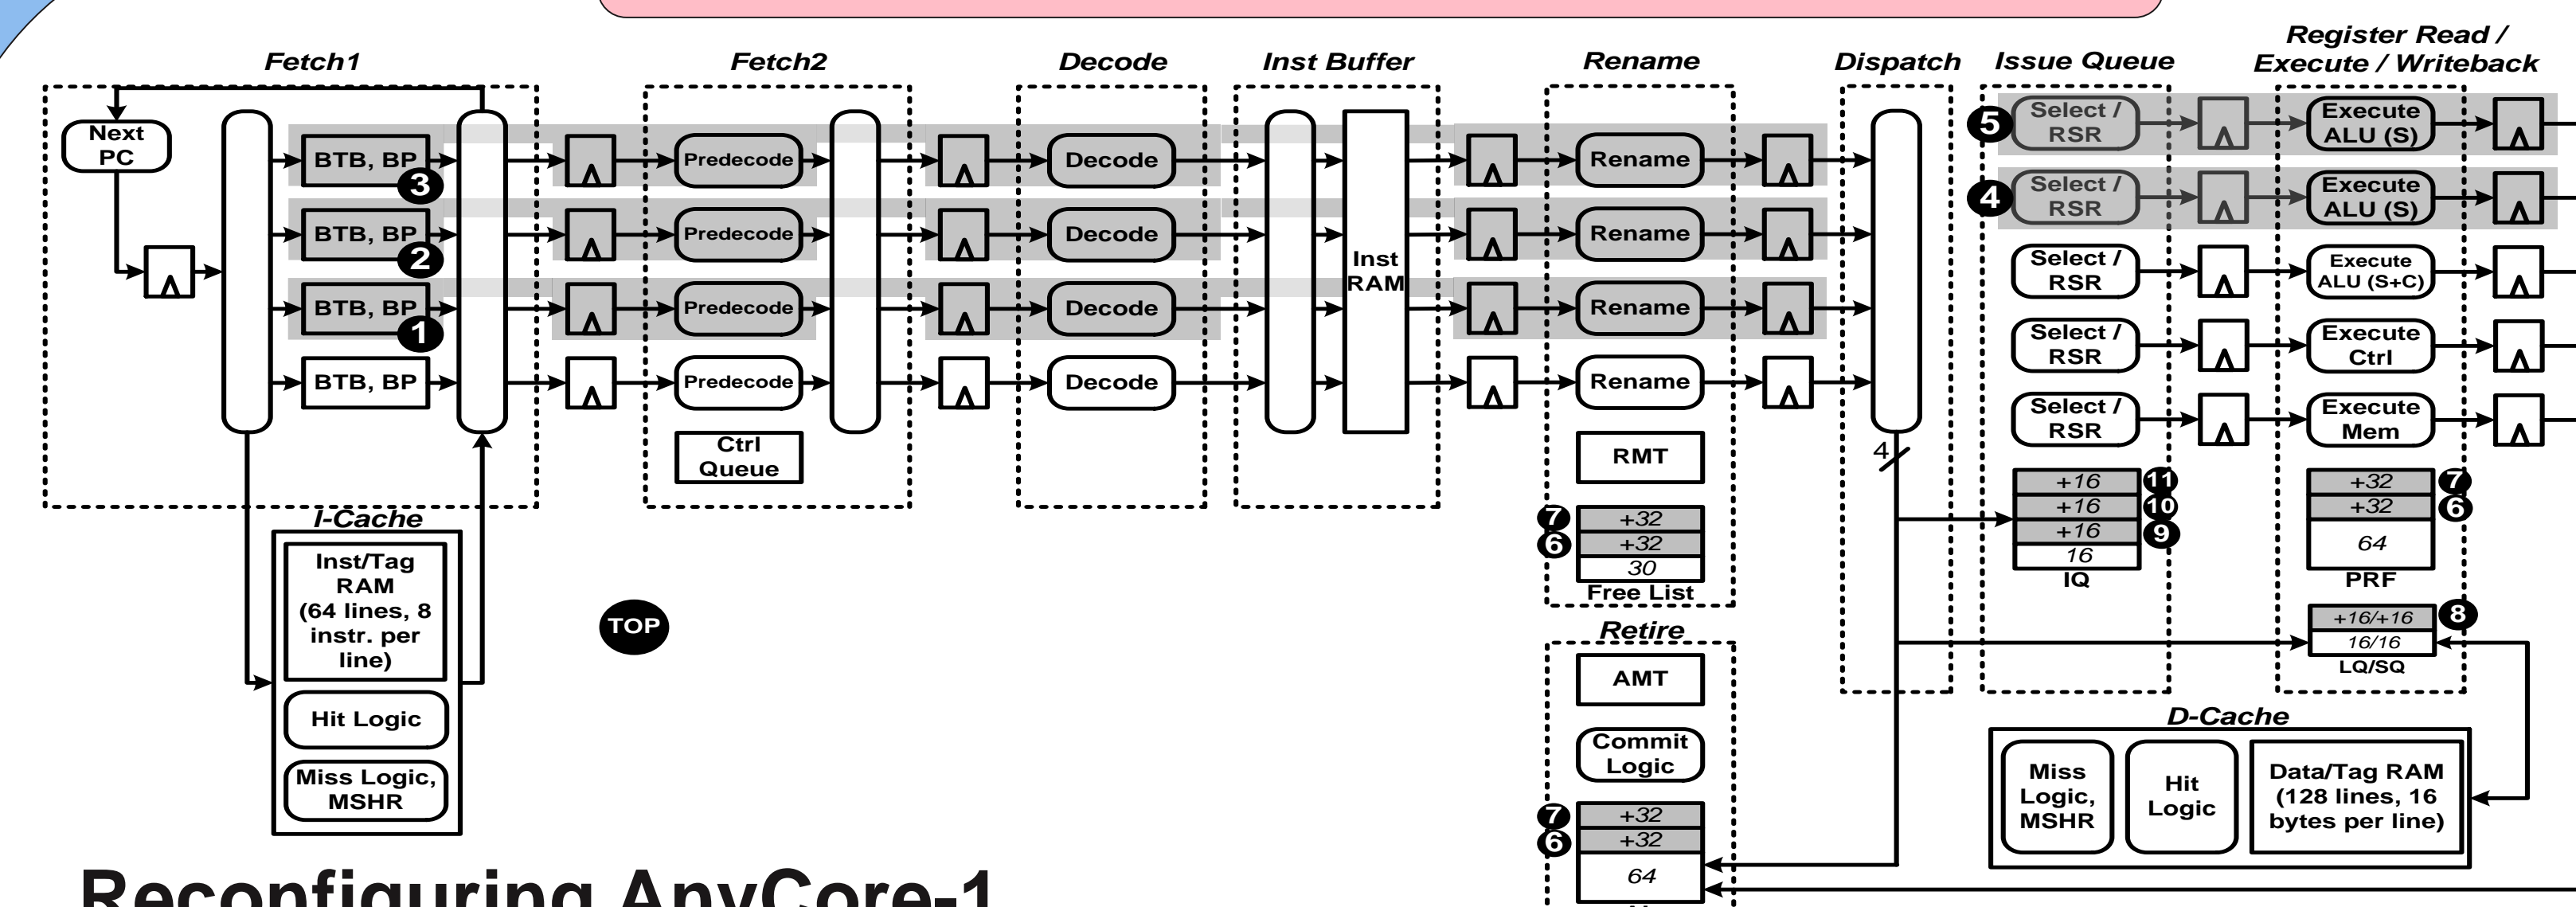 Fetch1
Fetch2
Decode
Inst Buffer
Rename
Dispatch
Issue Queue
Register Read /
Execute / Writeback
Next
PC
BTB, BP
3
BTB, BP
2
BTB, BP
1
BTB, BP
Predecode
Predecode
Predecode
Predecode
Ctrl
Queue
Decode
Decode
Decode
Decode
Inst
RAM
Rename
Rename
Rename
Rename
RMT
7
+32
6
+32
30
Free List
4
5
Select /
RSR
4
Select /
RSR
Select /
RSR
Select /
RSR
Select /
RSR
+16
11
+16
10
+16
9
16
IQ
Execute
ALU (S)
Execute
ALU (S)
Execute
ALU (S+C)
Execute
Ctrl
Execute
Mem
+32
7
+32
6
64
PRF
+16/+16
8
16/16
LQ/SQ
I-Cache
Inst/Tag
RAM
(64 lines, 8
instr. per
line)
Hit Logic
Miss Logic,
MSHR
TOP
Retire
AMT
Commit
Logic
7
+32
6
+32
64
D-Cache
Miss
Logic,
MSHR
Hit
Logic
Data/Tag RAM
(128 lines, 16
bytes per line)
Reconfiguring AnyCore-1